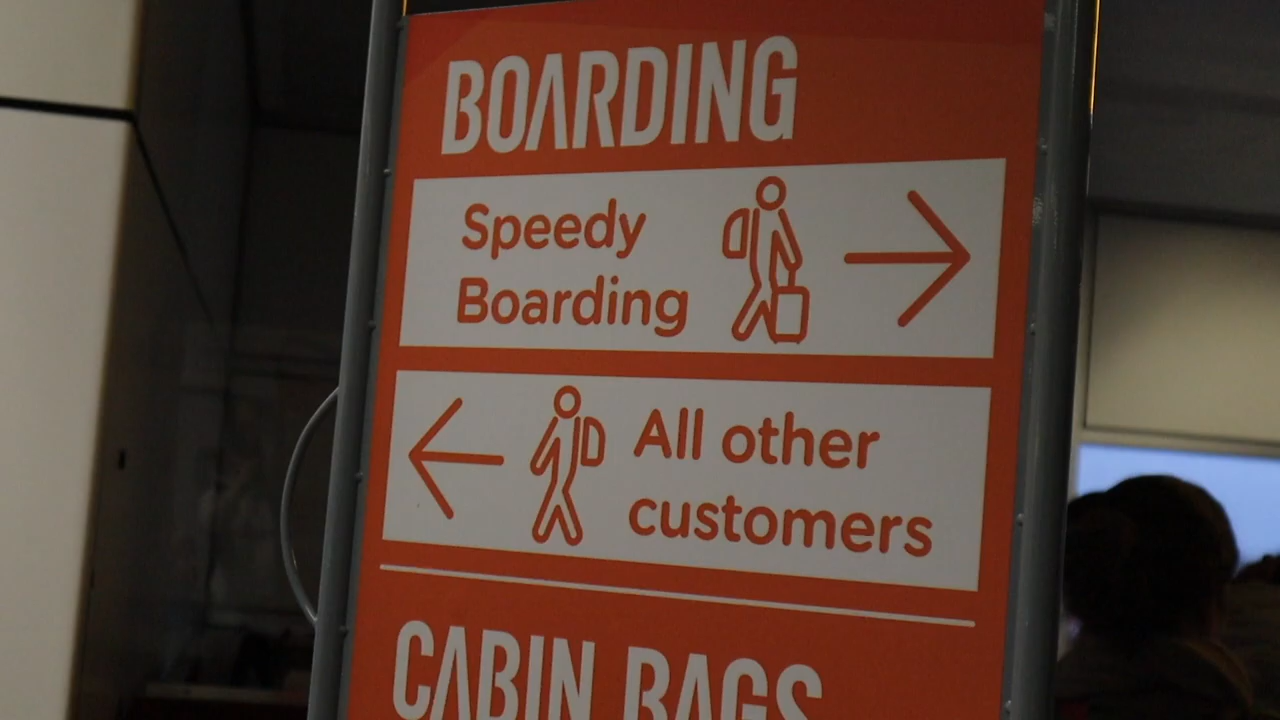 BOARDING
Speedy
Boarding
All other
customers
CABIN BAGS